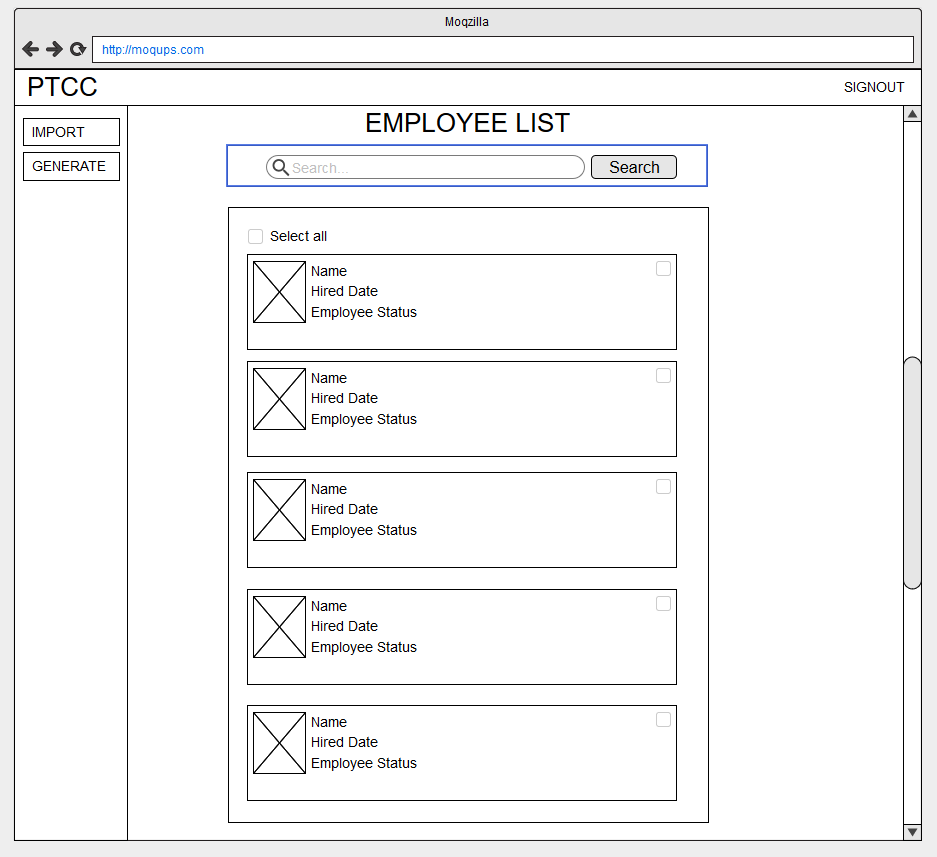 Moqzilla
http://moqups.com
PTCC
SIGNOUT
IMPORT
GENERATE
EMPLOYEE LIST
Search...
Search
Select all
Name
Hired Date
Employee Status
Name
Hired Date
Employee Status
Name
Hired Date
Employee Status
Name
Hired Date
Employee Status
Name
Hired Date
Employee Status